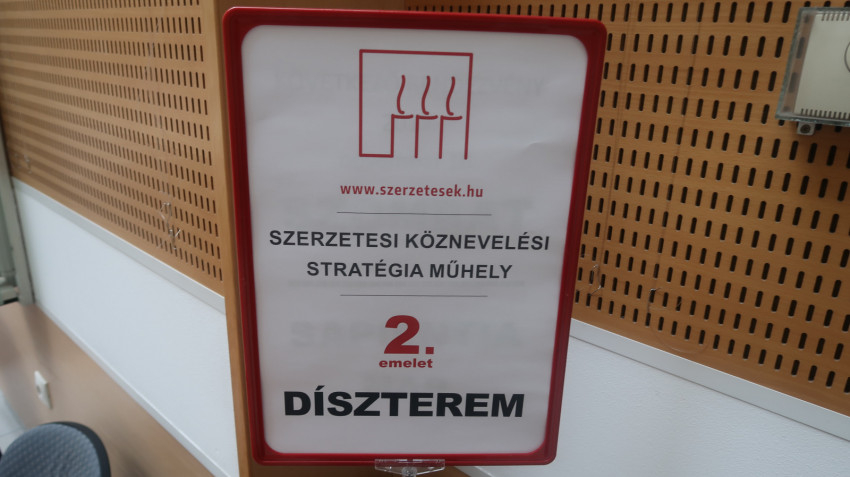 www.szerzetesek.hu
SZERZETESI KÖZNEVELÉSI
STRATÉGIA MŰHELY
2.
emelet
DÍSZTEREM